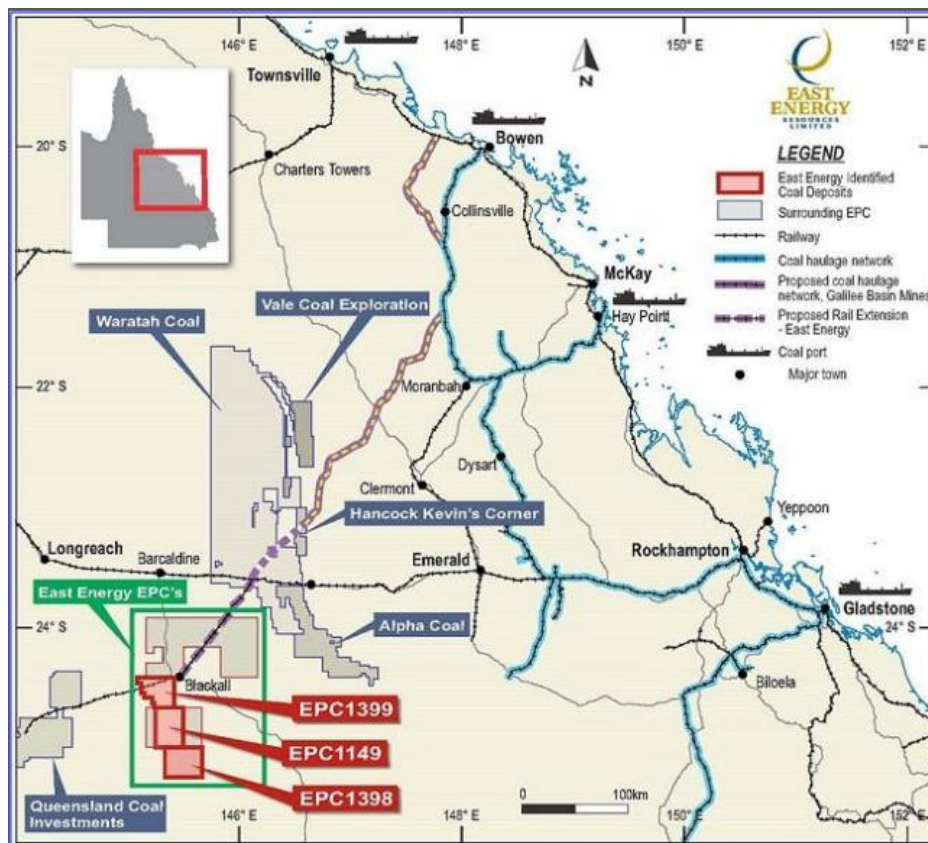 146° E
148° E
150° E
152° E
Townsville
N
EAST
ENERGY
RESOURCES
LIMITED
20° S
Charters Towers
Bowen
Collinsville
LEGEND
East Energy Identified
Coal Deposits
Surrounding EPC
Railway
Coal haulage network
Proposed coal haulage
network, Galilee Basin Mines
Proposed Rail Extension
- East Energy
Coal port
Major town
McKay
Hay Point
Vale Coal Exploration
Waratah Coal
22° S
Moranbah
Dysart
Clermont
Hancock Kevin's Corner
Yeppoon
Longreach
Barcaldine
Emerald
Rockhampton
East Energy EPC's
Gladstone
24° S
Alpha Coal
24° S
Blackall
Biloela
EPC1399
EPC1149
EPC1398
Queensland Coal
Investments
0
100km
146° E
148° E
150° E
152° E